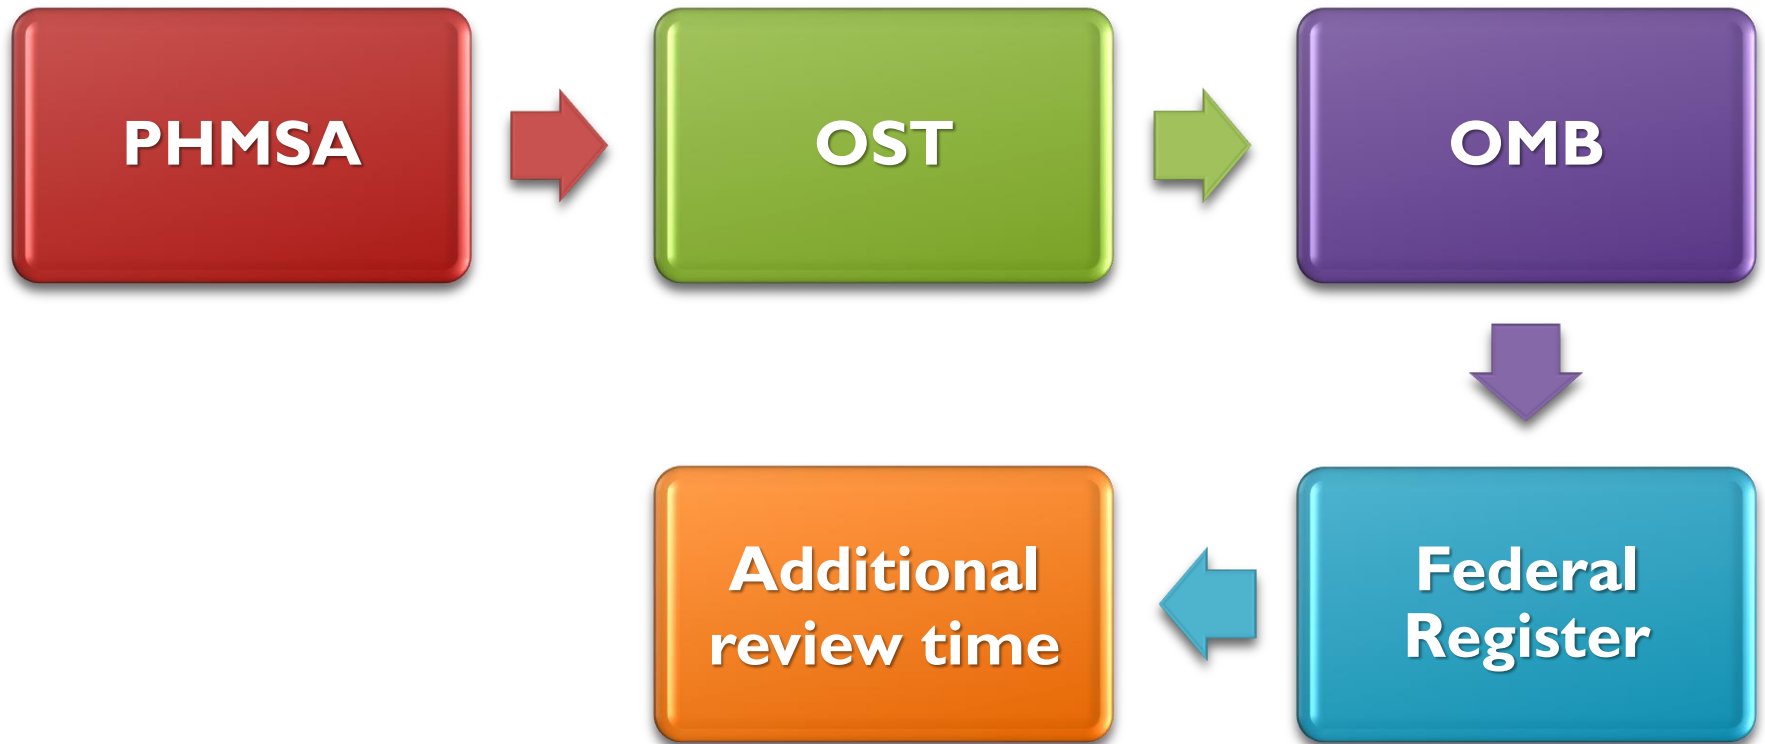 PHMSA
OST
OMB
Additional
review time
Federal
Register